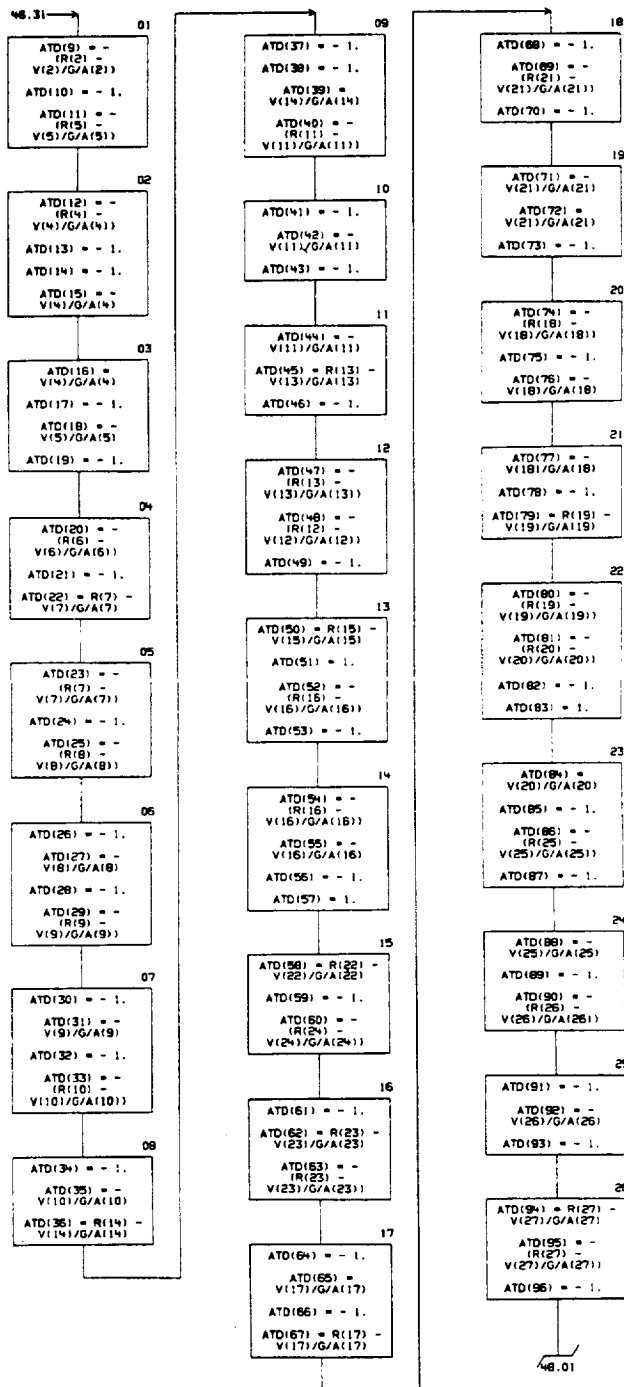 46.31
01
ATD(9) = -
(R(2) -
V(2)/G/A(2))
ATD(10) = - 1.
ATD(11) = -
(R(5) -
V(5)/G/A(5))
02
ATD(12) = -
(R(4) -
V(4)/G/A(4))
ATD(13) = - 1.
ATD(14) = - 1.
ATD(15) = -
V(4)/G/A(4)
03
ATD(16) =
V(4)/G/A(4)
ATD(17) = - 1.
ATD(18) = -
V(5)/G/A(5)
ATD(19) = - 1.
04
ATD(20) = -
(R(6) -
V(6)/G/A(6))
ATD(21) = - 1.
ATD(22) = R(7) -
V(7)/G/A(7)
05
ATD(23) = -
(R(7) -
V(7)/G/A(7))
ATD(24) = - 1.
ATD(25) = -
(R(8) -
V(8)/G/A(8))
06
ATD(26) = - 1.
ATD(27) = -
V(8)/G/A(8)
ATD(28) = - 1.
ATD(29) = -
(R(9) -
V(9)/G/A(9))
07
ATD(30) = - 1.
ATD(31) = -
V(9)/G/A(9)
ATD(32) = - 1.
ATD(33) = -
(R(10) -
V(10)/G/A(10))
08
ATD(34) = - 1.
ATD(35) = -
V(10)/G/A(10)
ATD(36) = R(14) -
V(14)/G/A(14)
09
ATD(37) = - 1.
ATD(38) = - 1.
ATD(39) =
V(14)/G/A(14)
ATD(40) = -
(R(11) -
V(11)/G/A(11))
10
ATD(41) = - 1.
ATD(42) = -
V(11)/G/A(11)
ATD(43) = - 1.
11
ATD(44) = -
V(11)/G/A(11)
ATD(45) = R(13) -
V(13)/G/A(13)
ATD(46) = - 1.
12
ATD(47) = -
(R(13) -
V(13)/G/A(13))
ATD(48) = -
(R(12) -
V(12)/G/A(12))
ATD(49) = - 1.
13
ATD(50) = R(15) -
V(15)/G/A(15)
ATD(51) = 1.
ATD(52) = -
(R(16) -
V(16)/G/A(16))
ATD(53) = - 1.
14
ATD(54) = -
(R(16) -
V(16)/G/A(16))
ATD(55) = -
V(16)/G/A(16)
ATD(56) = - 1.
ATD(57) = 1.
15
ATD(58) = R(22) -
V(22)/G/A(22)
ATD(59) = - 1.
ATD(60) = -
(R(24) -
V(24)/G/A(24))
16
ATD(61) = - 1.
ATD(62) = R(23) -
V(23)/G/A(23)
ATD(63) = -
(R(23) -
V(23)/G/A(23))
17
ATD(64) = - 1.
ATD(65) =
V(17)/G/A(17)
ATD(66) = - 1.
ATD(67) = R(17) -
V(17)/G/A(17)
18
ATD(68) = - 1.
ATD(69) = -
(R(21) -
V(21)/G/A(21))
ATD(70) = - 1.
19
ATD(71) = -
V(21)/G/A(21)
ATD(72) =
V(21)/G/A(21)
ATD(73) = - 1.
20
ATD(74) = -
(R(18) -
V(18)/G/A(18))
ATD(75) = - 1.
ATD(76) = -
V(18)/G/A(18)
21
ATD(77) = -
V(18)/G/A(18)
ATD(78) = - 1.
ATD(79) = R(19) -
V(19)/G/A(19)
22
ATD(80) = -
(R(19) -
V(19)/G/A(19))
ATD(81) = -
(R(20) -
V(20)/G/A(20))
ATD(82) = - 1.
ATD(83) = 1.
23
ATD(84) =
V(20)/G/A(20)
ATD(85) = - 1.
ATD(86) = -
(R(25) -
V(25)/G/A(25))
ATD(87) = - 1.
24
ATD(88) = -
V(25)/G/A(25)
ATD(89) = - 1.
ATD(90) = -
(R(26) -
V(26)/G/A(26))
25
ATD(91) = - 1.
ATD(92) = -
V(26)/G/A(26)
ATD(93) = - 1.
26
ATD(94) = R(27) -
V(27)/G/A(27)
ATD(95) = -
(R(27) -
V(27)/G/A(27))
ATD(96) = - 1.
48.01